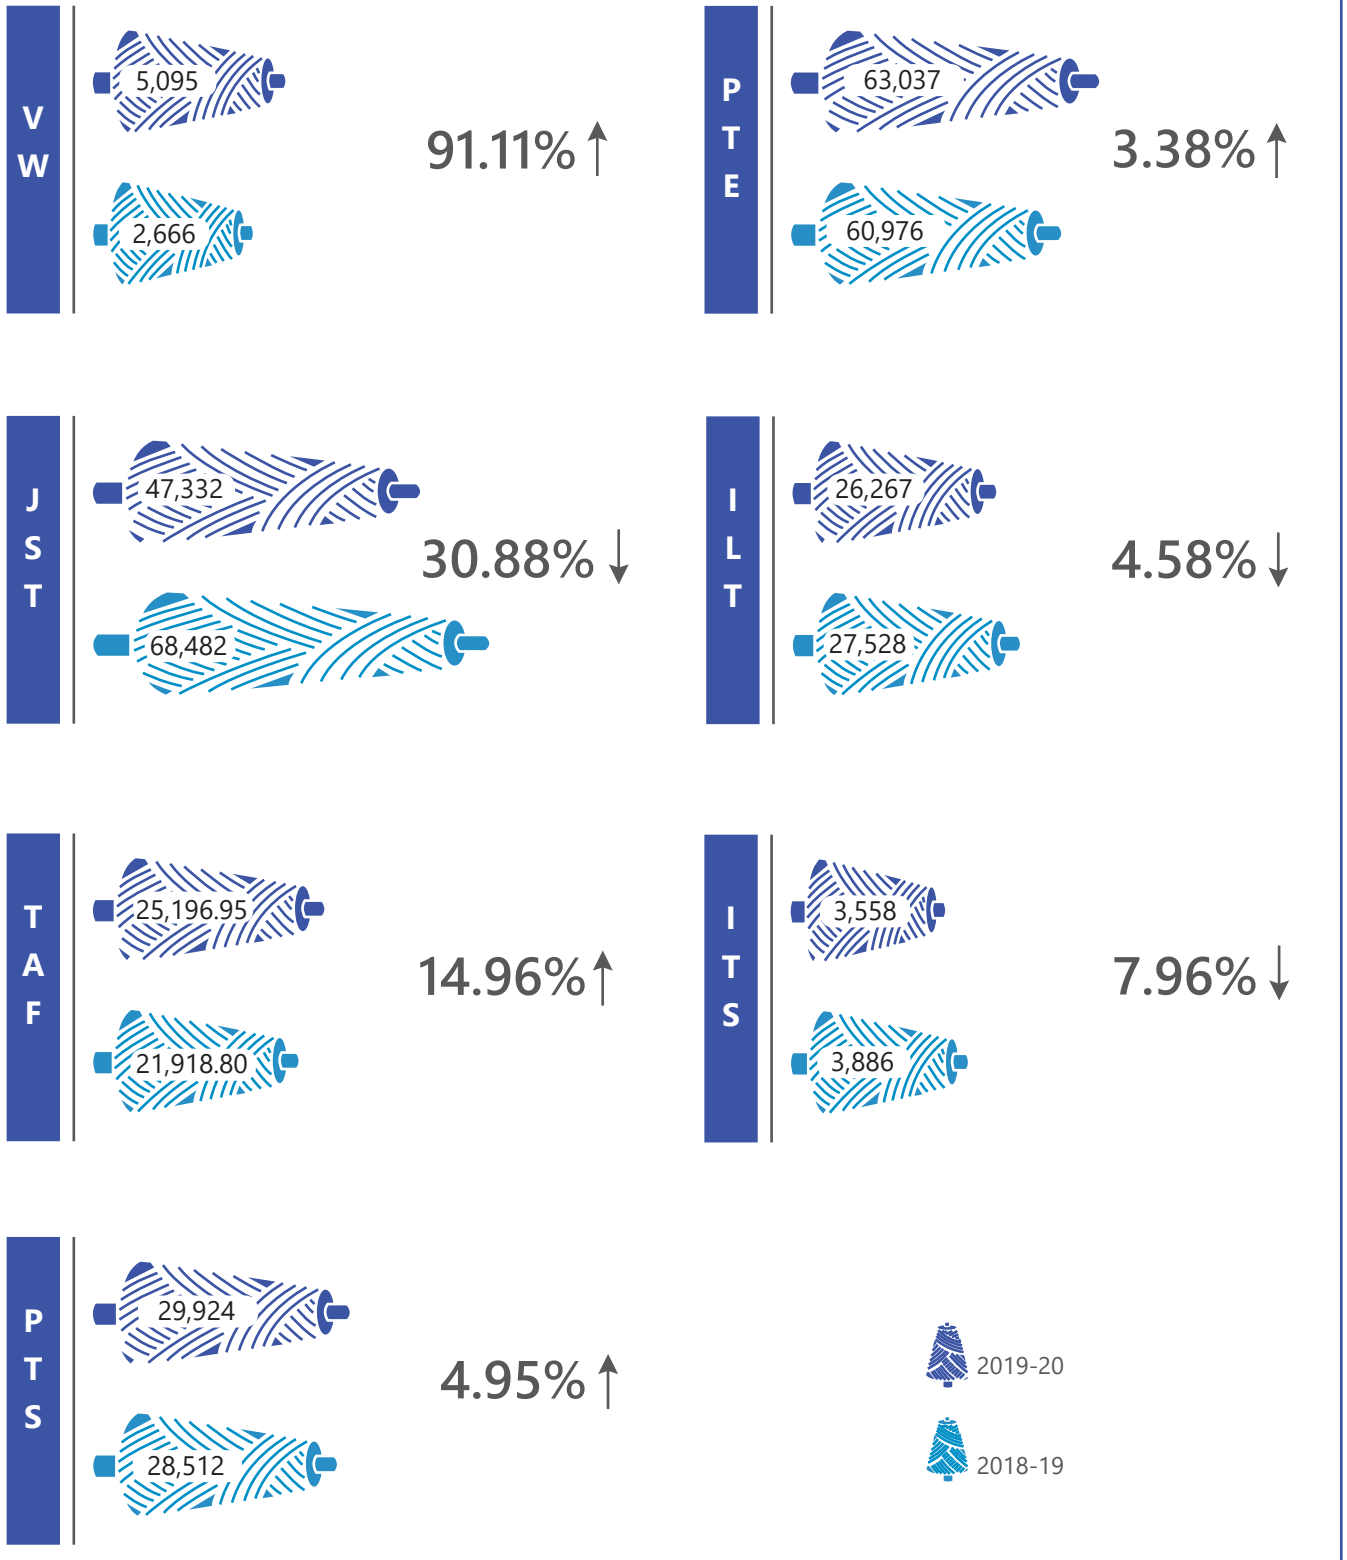 V
W
5,095
2,666
91.11%
P
T
E
63,037
60,976
3.38%
J
S
T
47,332
68,482
30.88%
I
L
T
26,267
27,528
4.58%
T
A
F
25,196.95
21,918.80
14.96%
I
T
S
3,558
3,886
7.96%
P
T
S
29,924
28,512
4.95%
2019-20
2018-19